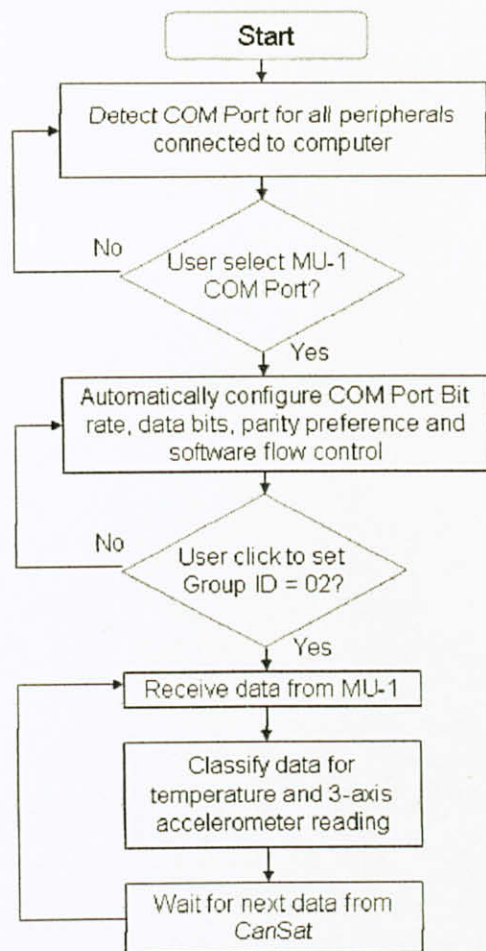 Start
Detect COM Port for all peripherals
connected to computer
No
User select MU-1
COM Port?
Yes
Automatically configure COM Port Bit
rate, data bits, parity preference and
software flow control
No
User click to set
Group ID = 02?
Yes
Receive data from MU-1
Classify data for
temperature and 3-axis
accelerometer reading
Wait for next data from
CanSat